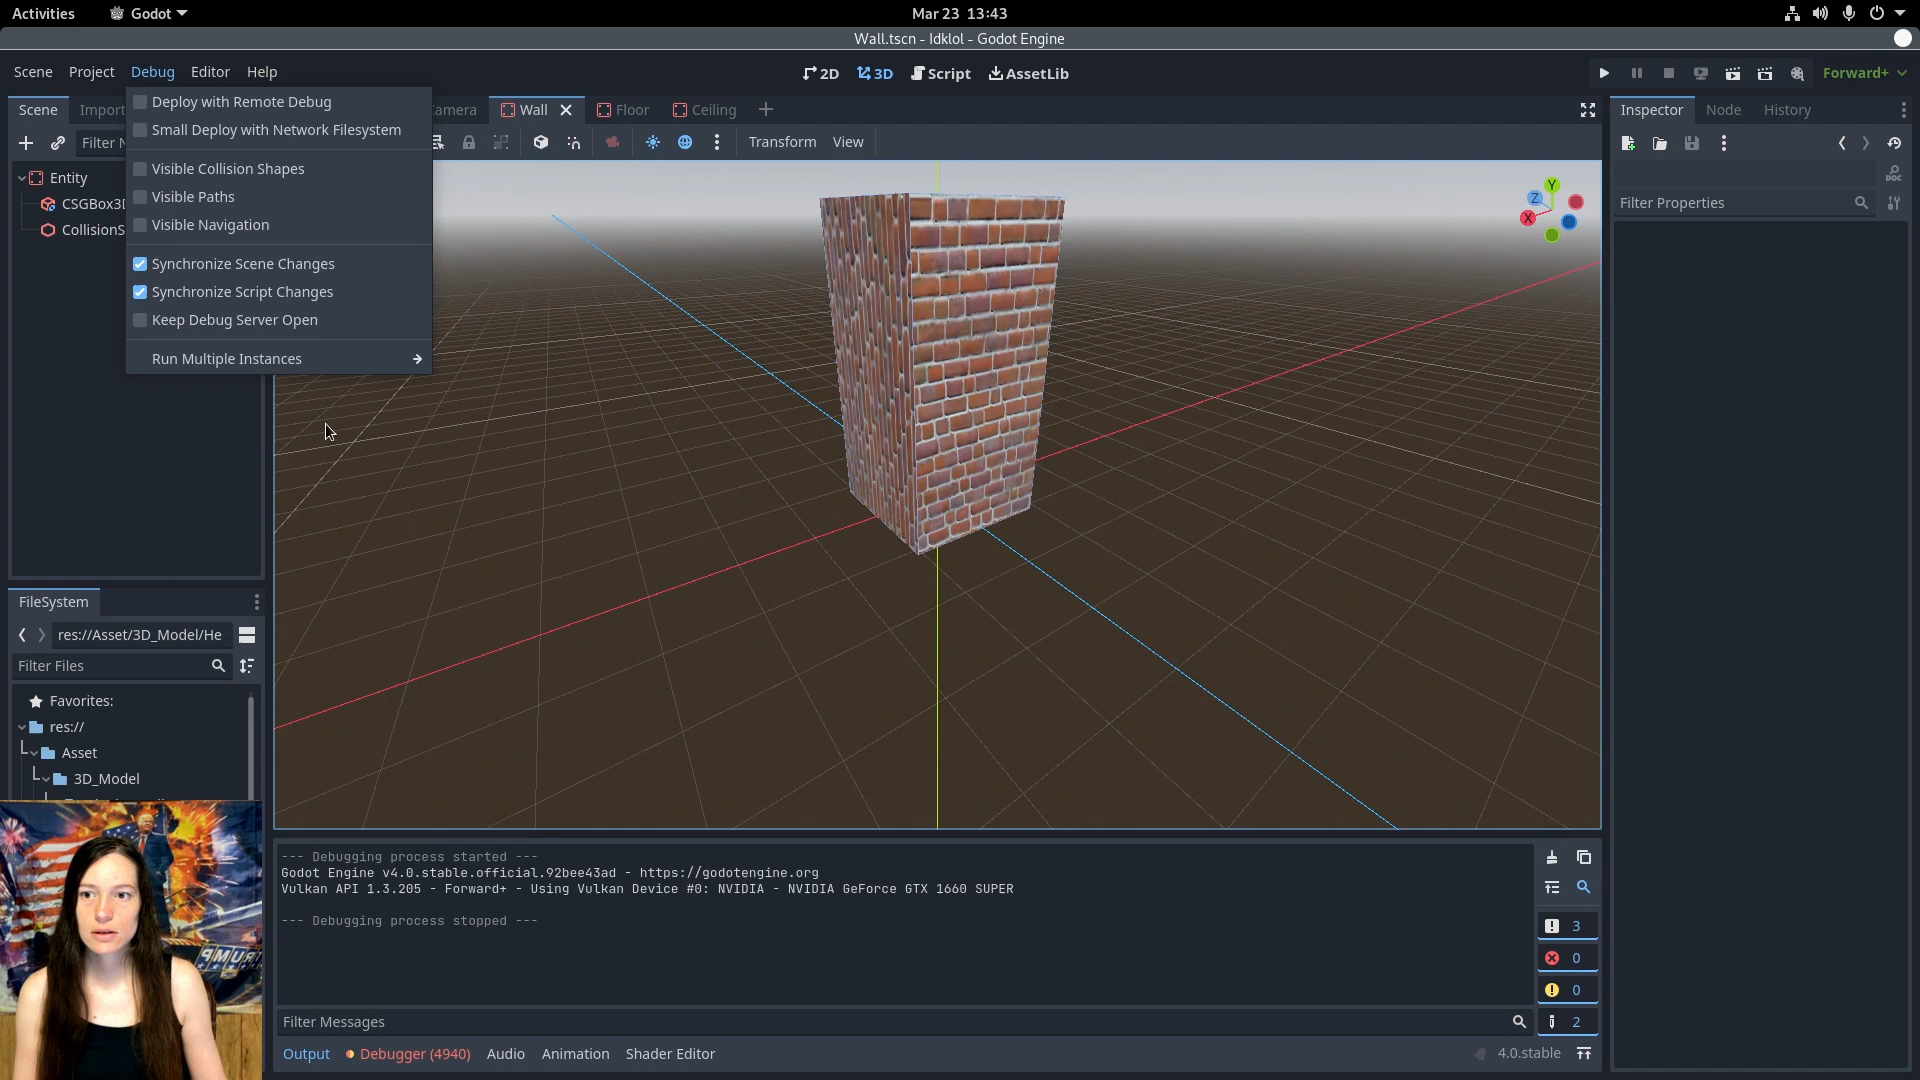 Activities
Godot
Mar 23 13:43
Wall.tscn - Idklol - Godot Engine
Scene
Project
Debug
Editor
Help
2D
3D
Script
AssetLib
Forward+
Scene
Import
amera
Wall
Floor
Ceiling
Inspector
Node
History
Filter N
Transform
View
Filter Properties
Entity
CSGBox3D
CollisionS
Deploy with Remote Debug
Small Deploy with Network Filesystem
Visible Collision Shapes
Visible Paths
Visible Navigation
Synchronize Scene Changes
Synchronize Script Changes
Keep Debug Server Open
Run Multiple Instances
Y
Z
X
DOC
FileSystem
res://Asset/3D_Model/He
Filter Files
Favorites:
res://
Asset
3D_Model
TRUMP
--- Debugging process started ---
Godot Engine v4.0.stable.official.92bee43ad - https://godotengine.org
Vulkan API 1.3.205 - Forward+ - Using Vulkan Device #0: NVIDIA - NVIDIA GeForce GTX 1660 SUPER
--- Debugging process stopped ---
3
0
0
2
Filter Messages
Output
Debugger (4940)
Audio
Animation
Shader Editor
4.0.stable